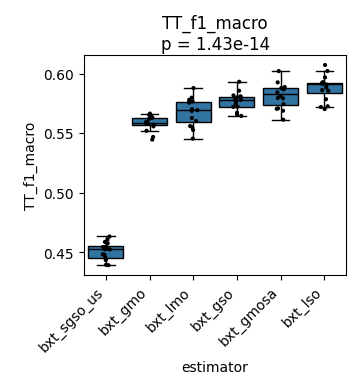 TT_f1_macro
p = 1.43e-14
TT_f1_macro
0.60
0.55
0.50
0.45
bxt_sgso_us
bxt_gmo
bxt_lmo
bxt_gso
bxt_gmosa
bxt_lso
estimator